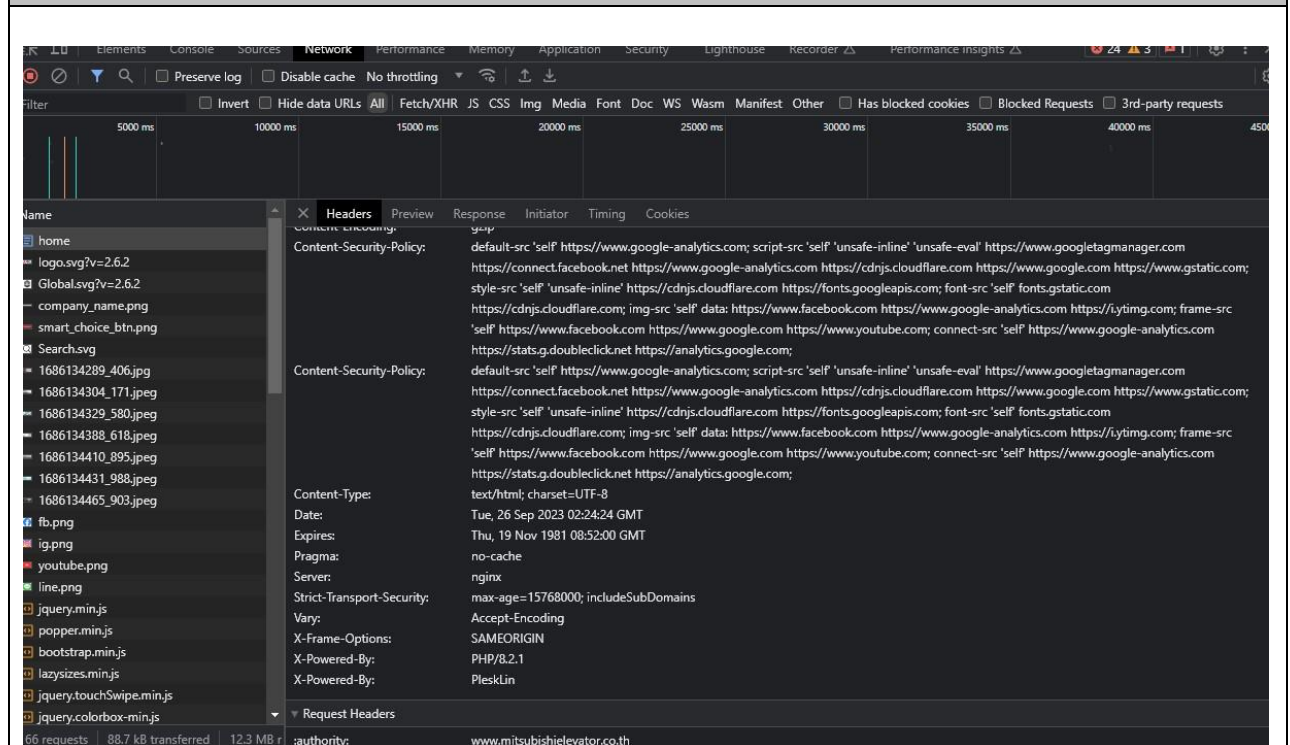 Elements Console Sources Network Performance Memory Application Security Lighthouse Recorder Performance insights 24 3 1
Preserve log Disable cache No throttling
Filter Invert Hide data URLs All Fetch/XHR JS CSS Img Media Font Doc WS Wasm Manifest Other Has blocked cookies Blocked Requests 3rd-party requests
5000 ms 10000 ms 15000 ms 20000 ms 25000 ms 30000 ms 35000 ms 40000 ms 450
Name
home
logo.svg?v=2.6.2
Global.svg?v=2.6.2
company_name.png
smart_choice_btn.png
Search.svg
1686134289_406.jpg
1686134304_171.jpeg
1686134329_580.jpeg
1686134388_618.jpeg
1686134410_895.jpeg
1686134431_988.jpeg
1686134465_903.jpeg
fb.png
ig.png
youtube.png
line.png
jquery.min.js
popper.min.js
bootstrap.min.js
lazysizes.min.js
jquery.touchSwipe.min.js
jquery.colorbox-min.js
66 requests 88.7 kB transferred 12.3 MB r
Headers Preview Response Initiator Timing Cookies
Content-Encoding: gzip
Content-Security-Policy: default-src 'self' https://www.google-analytics.com; script-src 'self' 'unsafe-inline' 'unsafe-eval' https://www.googletagmanager.com
https://connect.facebook.net https://www.google-analytics.com https://cdnjs.cloudflare.com https://www.google.com https://www.gstatic.com;
style-src 'self' 'unsafe-inline' https://cdnjs.cloudflare.com https://fonts.googleapis.com; font-src 'self' fonts.gstatic.com
https://cdnjs.cloudflare.com; img-src 'self' data: https://www.facebook.com https://www.google-analytics.com https://i.ytimg.com; frame-src
'self' https://www.facebook.com https://www.google.com https://www.youtube.com; connect-src 'self' https://www.google-analytics.com
https://stats.g.doubleclick.net https://analytics.google.com;
Content-Security-Policy: default-src 'self' https://www.google-analytics.com; script-src 'self' 'unsafe-inline' 'unsafe-eval' https://www.googletagmanager.com
https://connect.facebook.net https://www.google-analytics.com https://cdnjs.cloudflare.com https://www.google.com https://www.gstatic.com;
style-src 'self' 'unsafe-inline' https://cdnjs.cloudflare.com https://fonts.googleapis.com; font-src 'self' fonts.gstatic.com
https://cdnjs.cloudflare.com; img-src 'self' data: https://www.facebook.com https://www.google-analytics.com https://i.ytimg.com; frame-src
'self' https://www.facebook.com https://www.google.com https://www.youtube.com; connect-src 'self' https://www.google-analytics.com
https://stats.g.doubleclick.net https://analytics.google.com;
Content-Type: text/html; charset=UTF-8
Date: Tue, 26 Sep 2023 02:24:24 GMT
Expires: Thu, 19 Nov 1981 08:52:00 GMT
Pragma: no-cache
Server: nginx
Strict-Transport-Security: max-age=15768000; includeSubDomains
Vary: Accept-Encoding
X-Frame-Options: SAMEORIGIN
X-Powered-By: PHP/8.2.1
X-Powered-By: PleskLin
Request Headers
:authority: www.mitsubishielevator.co.th